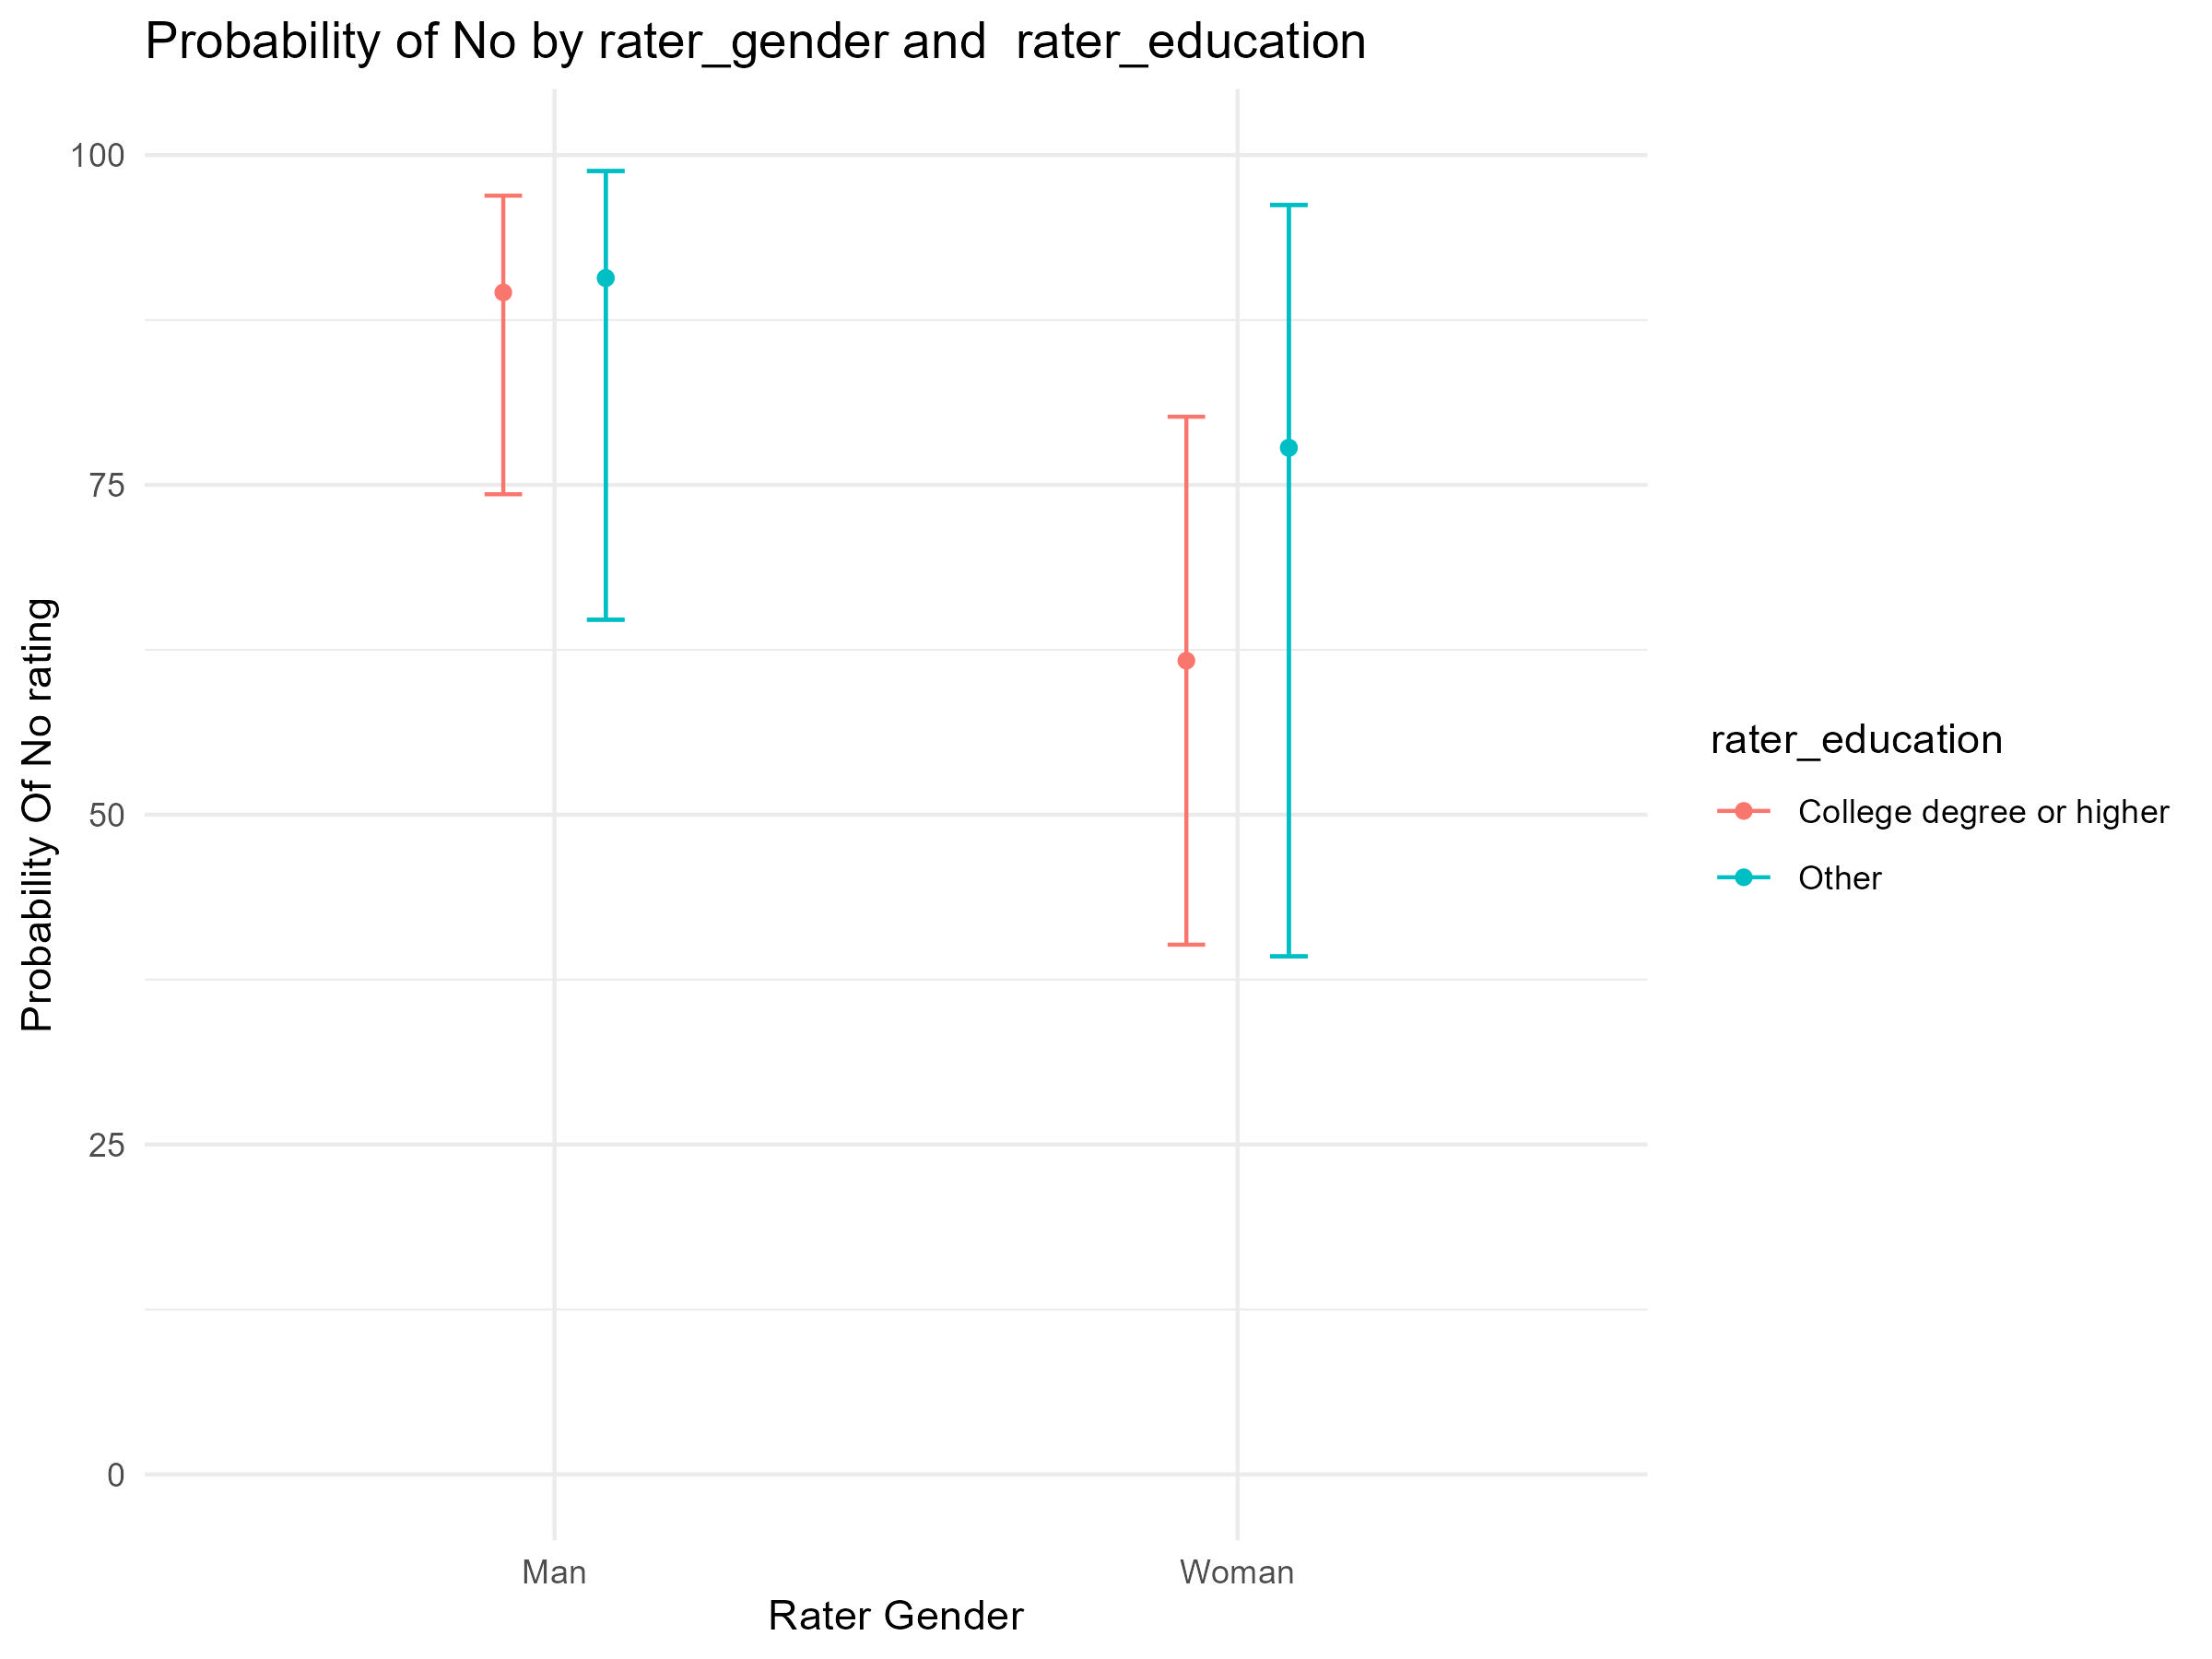 Probability of No by rater_gender and  rater_education
100
75
50
25
0
Probability Of No rating
Man
Woman
Rater Gender
rater_education
College degree or higher
Other